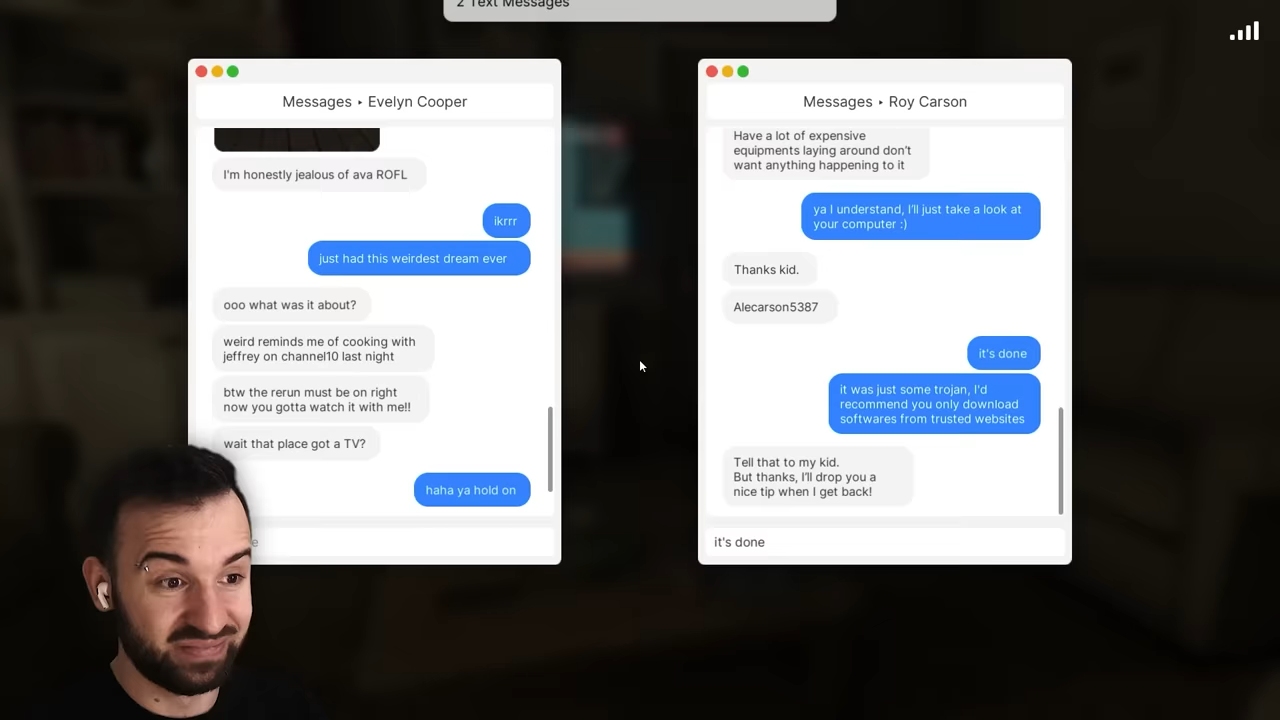 2 Text Messages
Messages ▸ Evelyn Cooper
I'm honestly jealous of ava ROFL
ikrrr
just had this weirdest dream ever
ooo what was it about?
weird reminds me of cooking with
jeffrey on channel10 last night
btw the rerun must be on right
now you gotta watch it with me!!
wait that place got a TV?
haha ya hold on
Messages ▸ Roy Carson
Have a lot of expensive
equipments laying around don't
want anything happening to it
ya I understand, I'll just take a look at
your computer :)
Thanks kid.
Alecarson5387
it's done
it was just some trojan, I'd
recommend you only download
softwares from trusted websites
Tell that to my kid.
But thanks, I'll drop you a
nice tip when I get back!
it's done